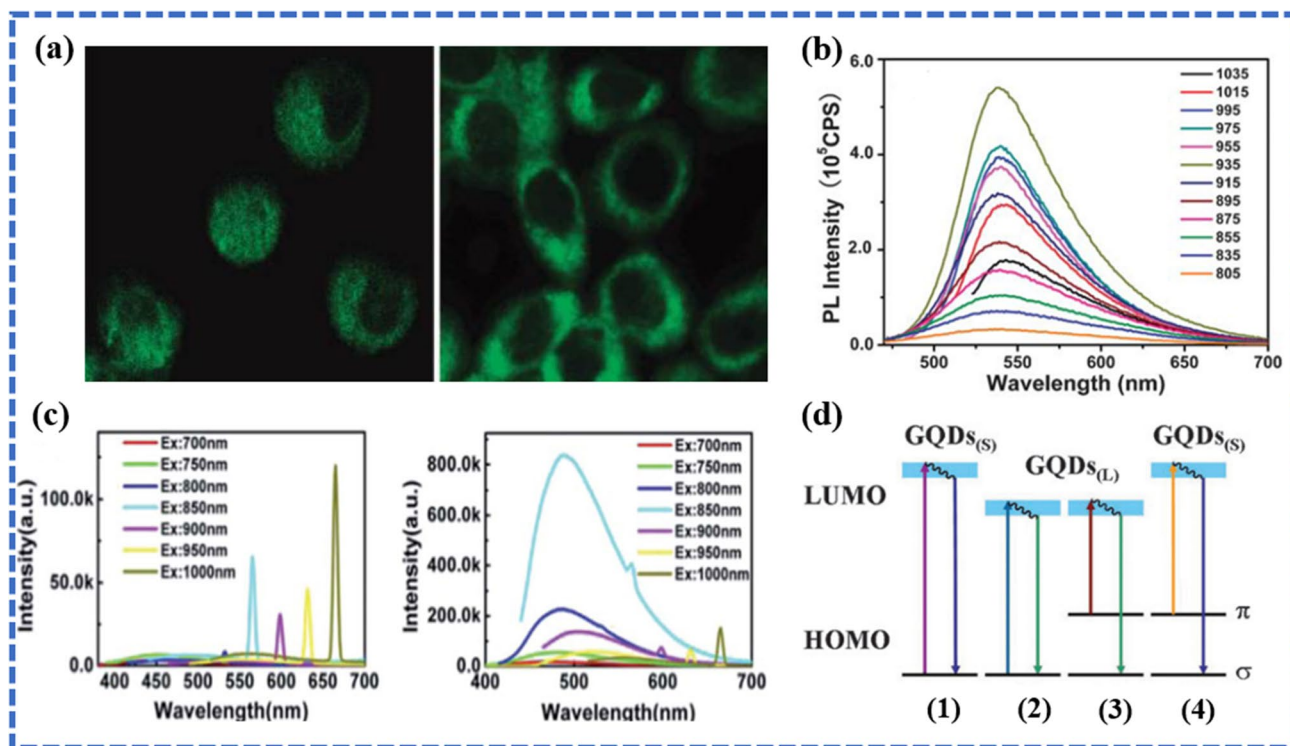 (a)
(b)
PL Intensity (10⁵CPS)
6.0
4.0
2.0
0.0
500 550 600 650 700
Wavelength (nm)
1035
1015
995
975
955
935
915
895
875
855
835
805
(c)
Intensity(a.u.)
100.0k
50.0k
0.0
400 450 500 550 600 650 700
Wavelength(nm)
Ex:700nm
Ex:750nm
Ex:800nm
Ex:850nm
Ex:900nm
Ex:950nm
Ex:1000nm
Intensity(a.u.)
800.0k
600.0k
400.0k
200.0k
0.0
400 500 600 700
Wavelength(nm)
Ex:700nm
Ex:750nm
Ex:800nm
Ex:850nm
Ex:900nm
Ex:950nm
Ex:1000nm
(d)
GQDs(S) GQDs(S)
GQDs(L)
LUMO
π
HOMO
σ
(1) (2) (3) (4)